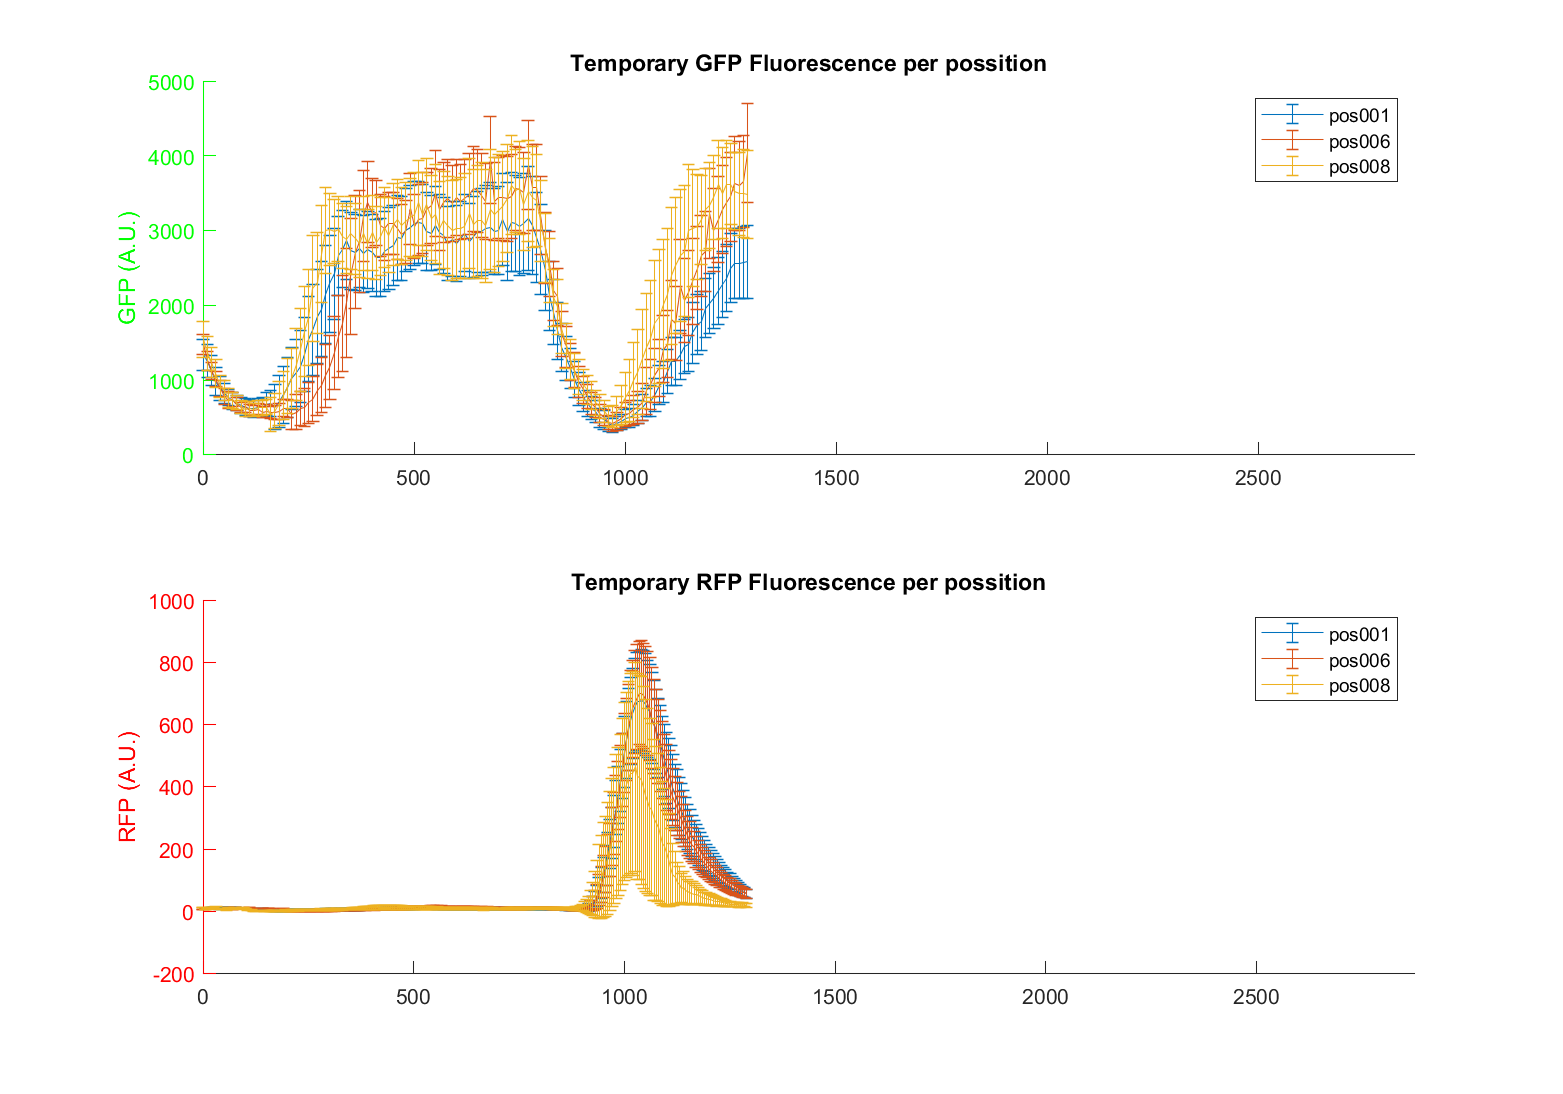 Temporary GFP Fluorescence per possition
5000
4000
3000
2000
1000
0
GFP (A.U.)
0 500 1000 1500 2000 2500
pos001
pos006
pos008
Temporary RFP Fluorescence per possition
1000
800
600
400
200
0
-200
RFP (A.U.)
0 500 1000 1500 2000 2500
pos001
pos006
pos008